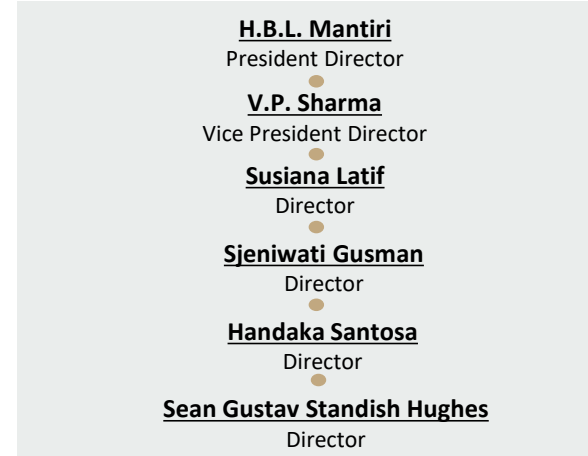 H.B.L. Mantiri
President Director
V.P. Sharma
Vice President Director
Susiana Latif
Director
Sjeniwati Gusman
Director
Handaka Santosa
Director
Sean Gustav Standish Hughes
Director